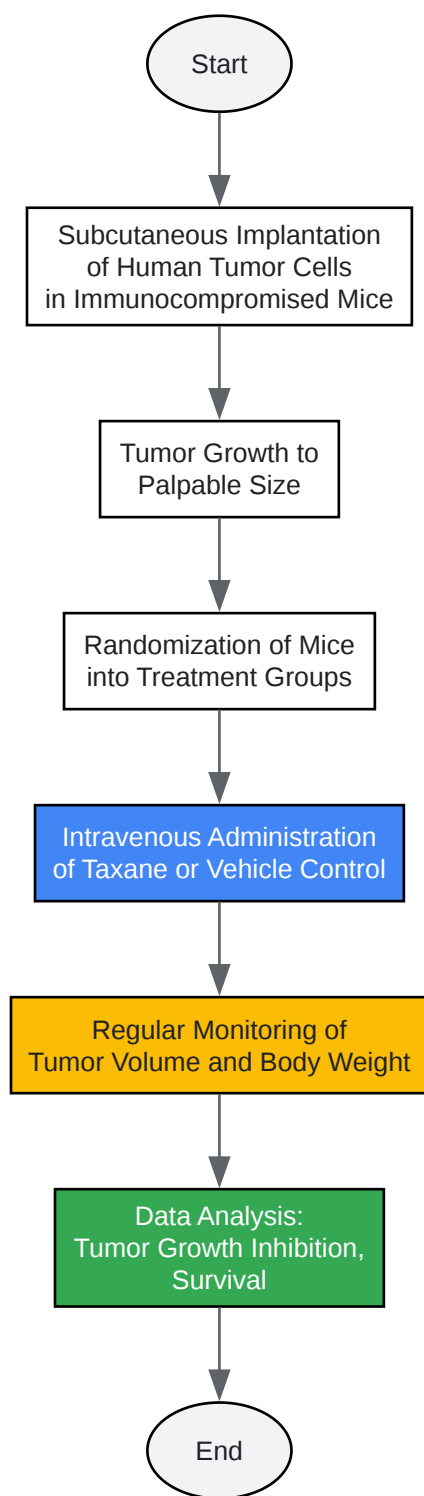 Start
Subcutaneous Implantation
of Human Tumor Cells
in Immunocompromised Mice
Tumor Growth to
Palpable Size
Randomization of Mice
into Treatment Groups
Intravenous Administration
of Taxane or Vehicle Control
Regular Monitoring of
Tumor Volume and Body Weight
Data Analysis:
Tumor Growth Inhibition,
Survival
End